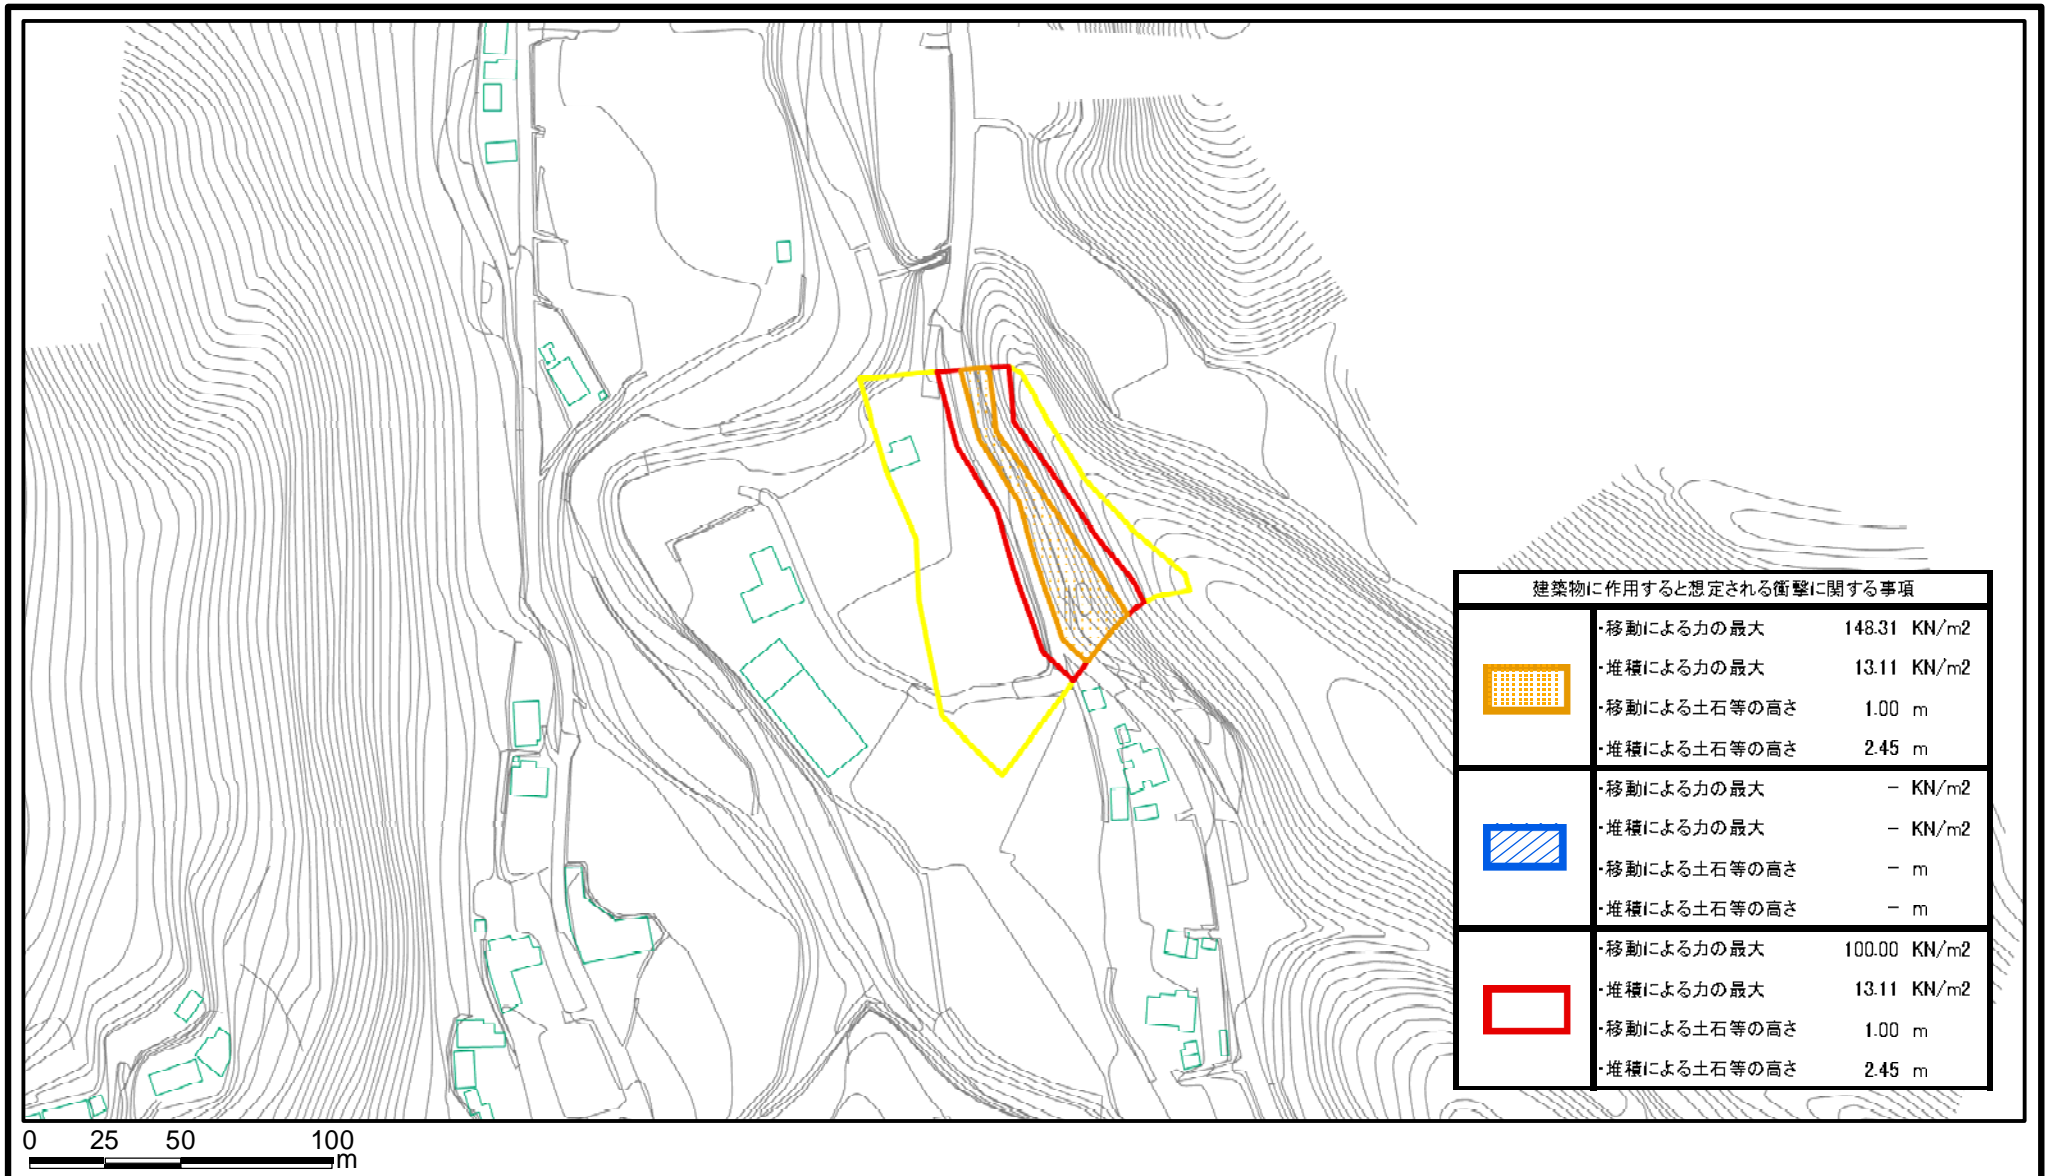 建築物に作用すると想定される衝撃に関する事項
・移動による力の最大 148.31 KN/m2
・堆積による力の最大 13.11 KN/m2
・移動による土石等の高さ 1.00 m
・堆積による土石等の高さ 2.45 m
・移動による力の最大 － KN/m2
・堆積による力の最大 － KN/m2
・移動による土石等の高さ － m
・堆積による土石等の高さ － m
・移動による力の最大 100.00 KN/m2
・堆積による力の最大 13.11 KN/m2
・移動による土石等の高さ 1.00 m
・堆積による土石等の高さ 2.45 m
0 25 50 100
m